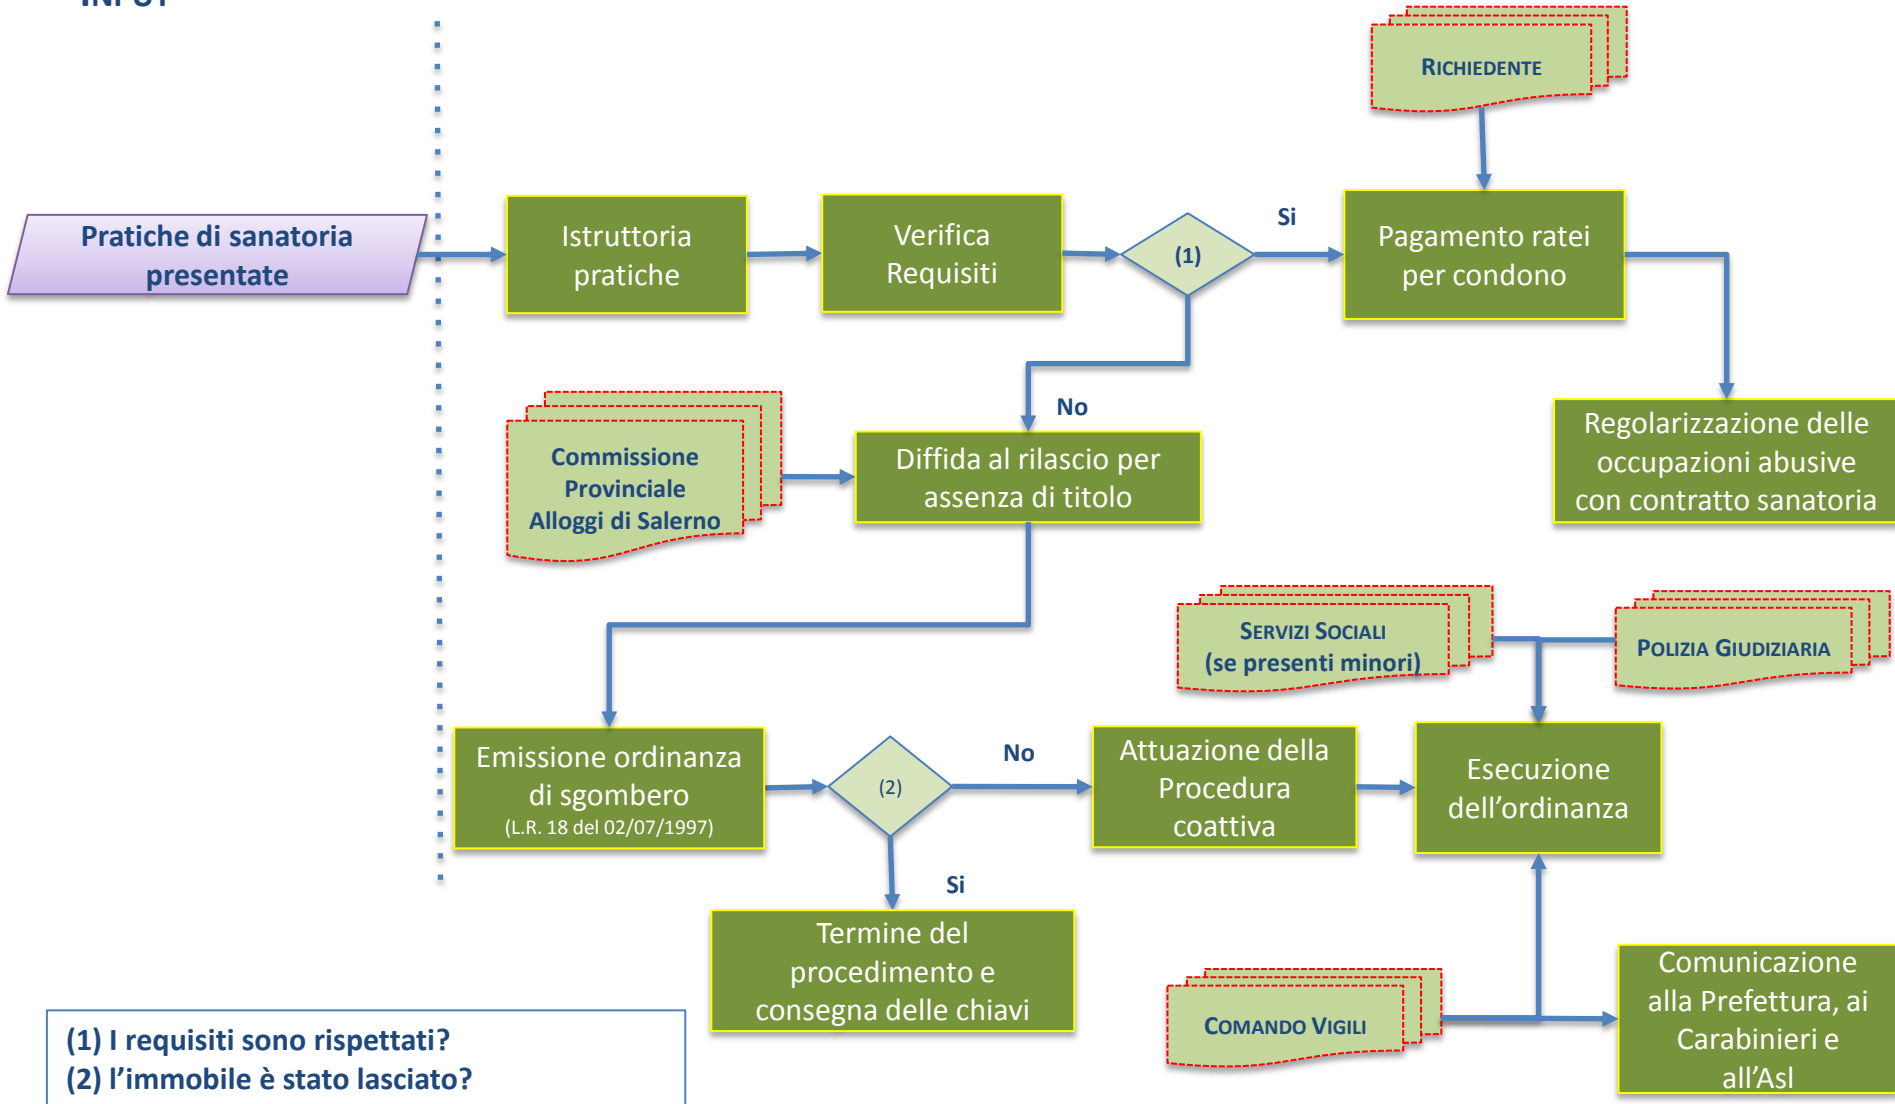 INPUT
RICHIEDENTE
Pratiche di sanatoria
presentate
Istruttoria
pratiche
Verifica
Requisiti
(1)
Si
Pagamento ratei
per condono
No
Commissione
Provinciale
Alloggi di Salerno
Diffida al rilascio per
assenza di titolo
Regolarizzazione delle
occupazioni abusive
con contratto sanatoria
SERVIZI SOCIALI
(se presenti minori)
POLIZIA GIUDIZIARIA
Emissione ordinanza
di sgombero
(L.R. 18 del 02/07/1997)
(2)
No
Attuazione della
Procedura
coattiva
Esecuzione
dell’ordinanza
Si
Termine del
procedimento e
consegna delle chiavi
COMANDO VIGILI
Comunicazione
alla Prefettura, ai
Carabinieri e
all’Asl
(1) I requisiti sono rispettati?
(2) l’immobile è stato lasciato?